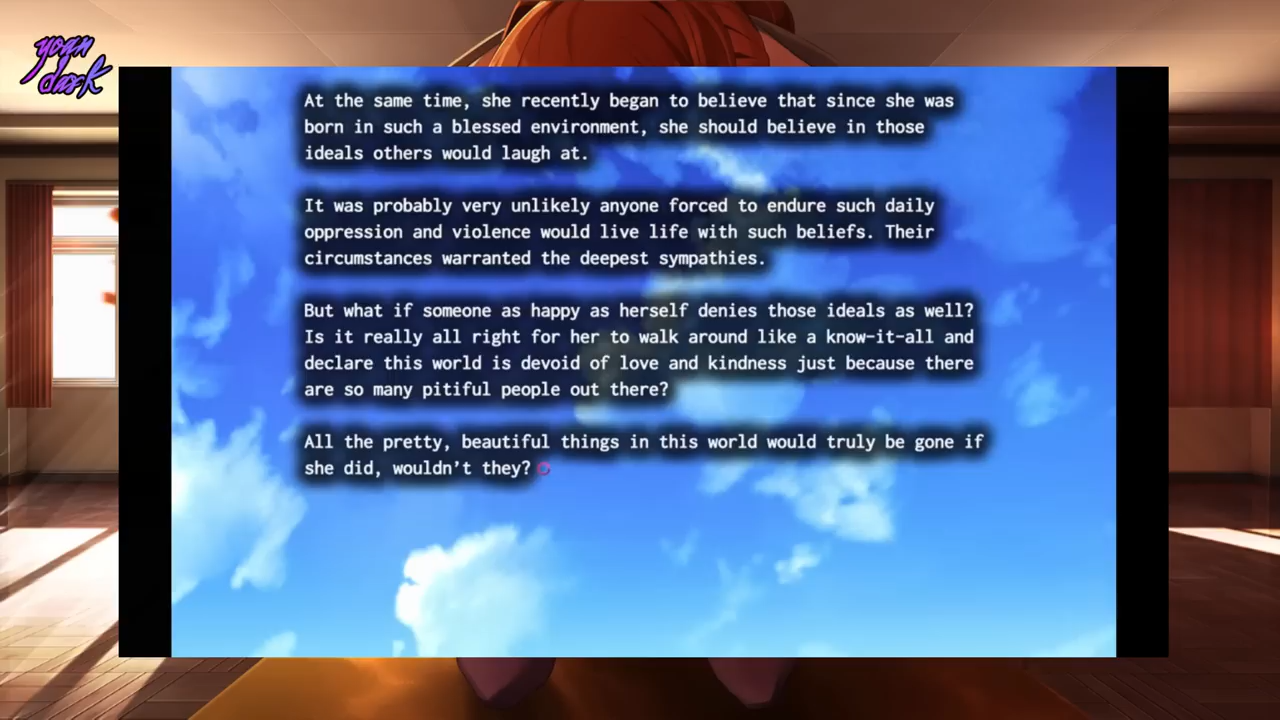 yoan
dark
At the same time, she recently began to believe that since she was
born in such a blessed environment, she should believe in those
ideals others would laugh at.
It was probably very unlikely anyone forced to endure such daily
oppression and violence would live life with such beliefs. Their
circumstances warranted the deepest sympathies.
But what if someone as happy as herself denies those ideals as well?
Is it really all right for her to walk around like a know-it-all and
declare this world is devoid of love and kindness just because there
are so many pitiful people out there?
All the pretty, beautiful things in this world would truly be gone if
she did, wouldn't they?